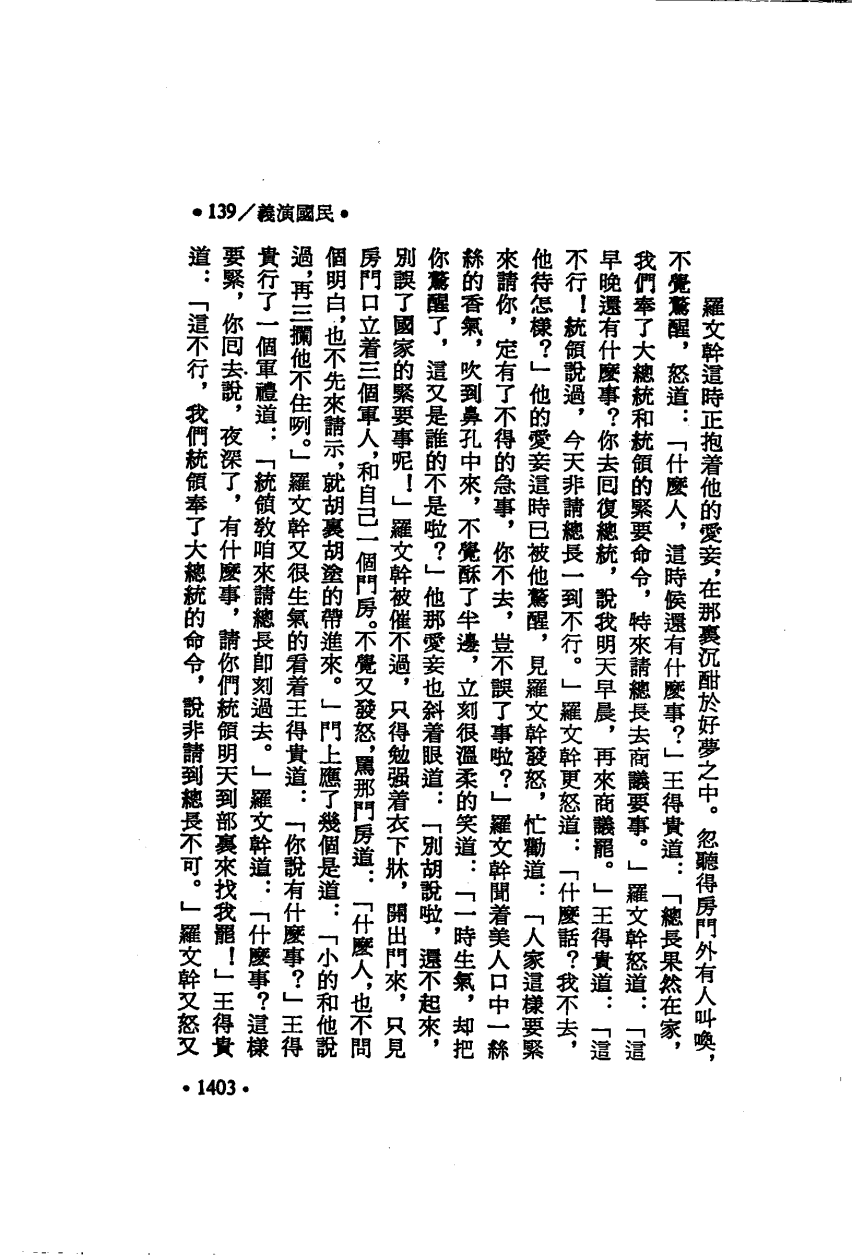 •139／義演國民•
羅文幹這時正抱着他的愛妾，在那裏沉酣於好夢之中。忽聽得房門外有人叫喚，
不覺驚醒，怒道：「什麼人，這時候還有什麼事？」王得貴道：「總長果然在家，
我們奉了大總統和統領的緊要命令，特來請總長去商議要事。」羅文幹怒道：「這
早晚還有什麼事？你去回復總統，說我明天早晨，再來商議罷。」王得貴道：「這
不行！統領說過，今天非請總長一到不行。」羅文幹更怒道：「什麼話？我不去，
他待怎樣？」他的愛妾這時已被他驚醒，見羅文幹發怒，忙勸道：「人家這樣要緊
來請你，定有了不得的急事，你不去，豈不誤了事啦？」羅文幹聞着美人口中一絲
絲的香氣，吹到鼻孔中來，不覺酥了半邊，立刻很溫柔的笑道：「一時生氣，却把
你驚醒了，這又是誰的不是啦？」他那愛妾也斜着眼道：「別胡說啦，還不起來，
別誤了國家的緊要事呢！」羅文幹被催不過，只得勉强着衣下牀，開出門來，只見
房門口立着三個軍人，和自己一個門房。不覺又發怒，罵那門房道：「什麼人，也不問
個明白，也不先來請示，就胡裏胡塗的帶進來。」門上應了幾個是道：「小的和他說
過，再三攔他不住咧。」羅文幹又很生氣的看着王得貴道：「你說有什麼事？」王得
貴行了一個軍禮道：「統領教咱來請總長即刻過去。」羅文幹道：「什麼事？這樣
要緊，你回去說，夜深了，有什麼事，請你們統領明天到部裏來找我罷！」王得貴
道：「這不行，我們統領奉了大總統的命令，說非請到總長不可。」羅文幹又怒又
•1403•